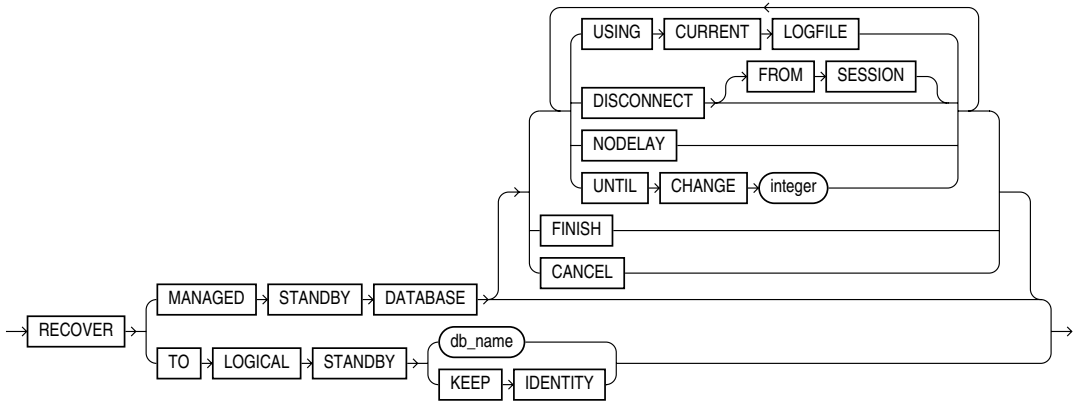 USING CURRENT LOGFILE
FROM SESSION
DISCONNECT
NODELAY
UNTIL CHANGE integer
FINISH
CANCEL
MANAGED STANDBY DATABASE
RECOVER
db_name
TO LOGICAL STANDBY
KEEP IDENTITY